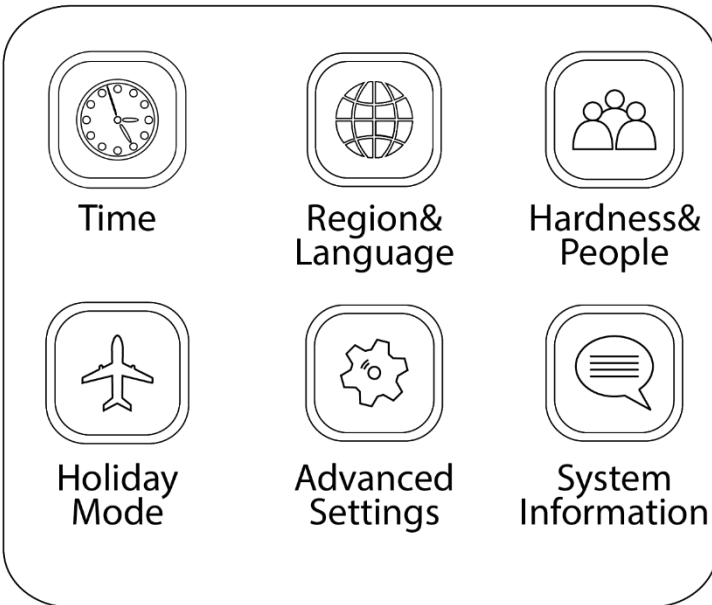 Time
Region&
Language
Hardness&
People
Holiday
Mode
Advanced
Settings
System
Information